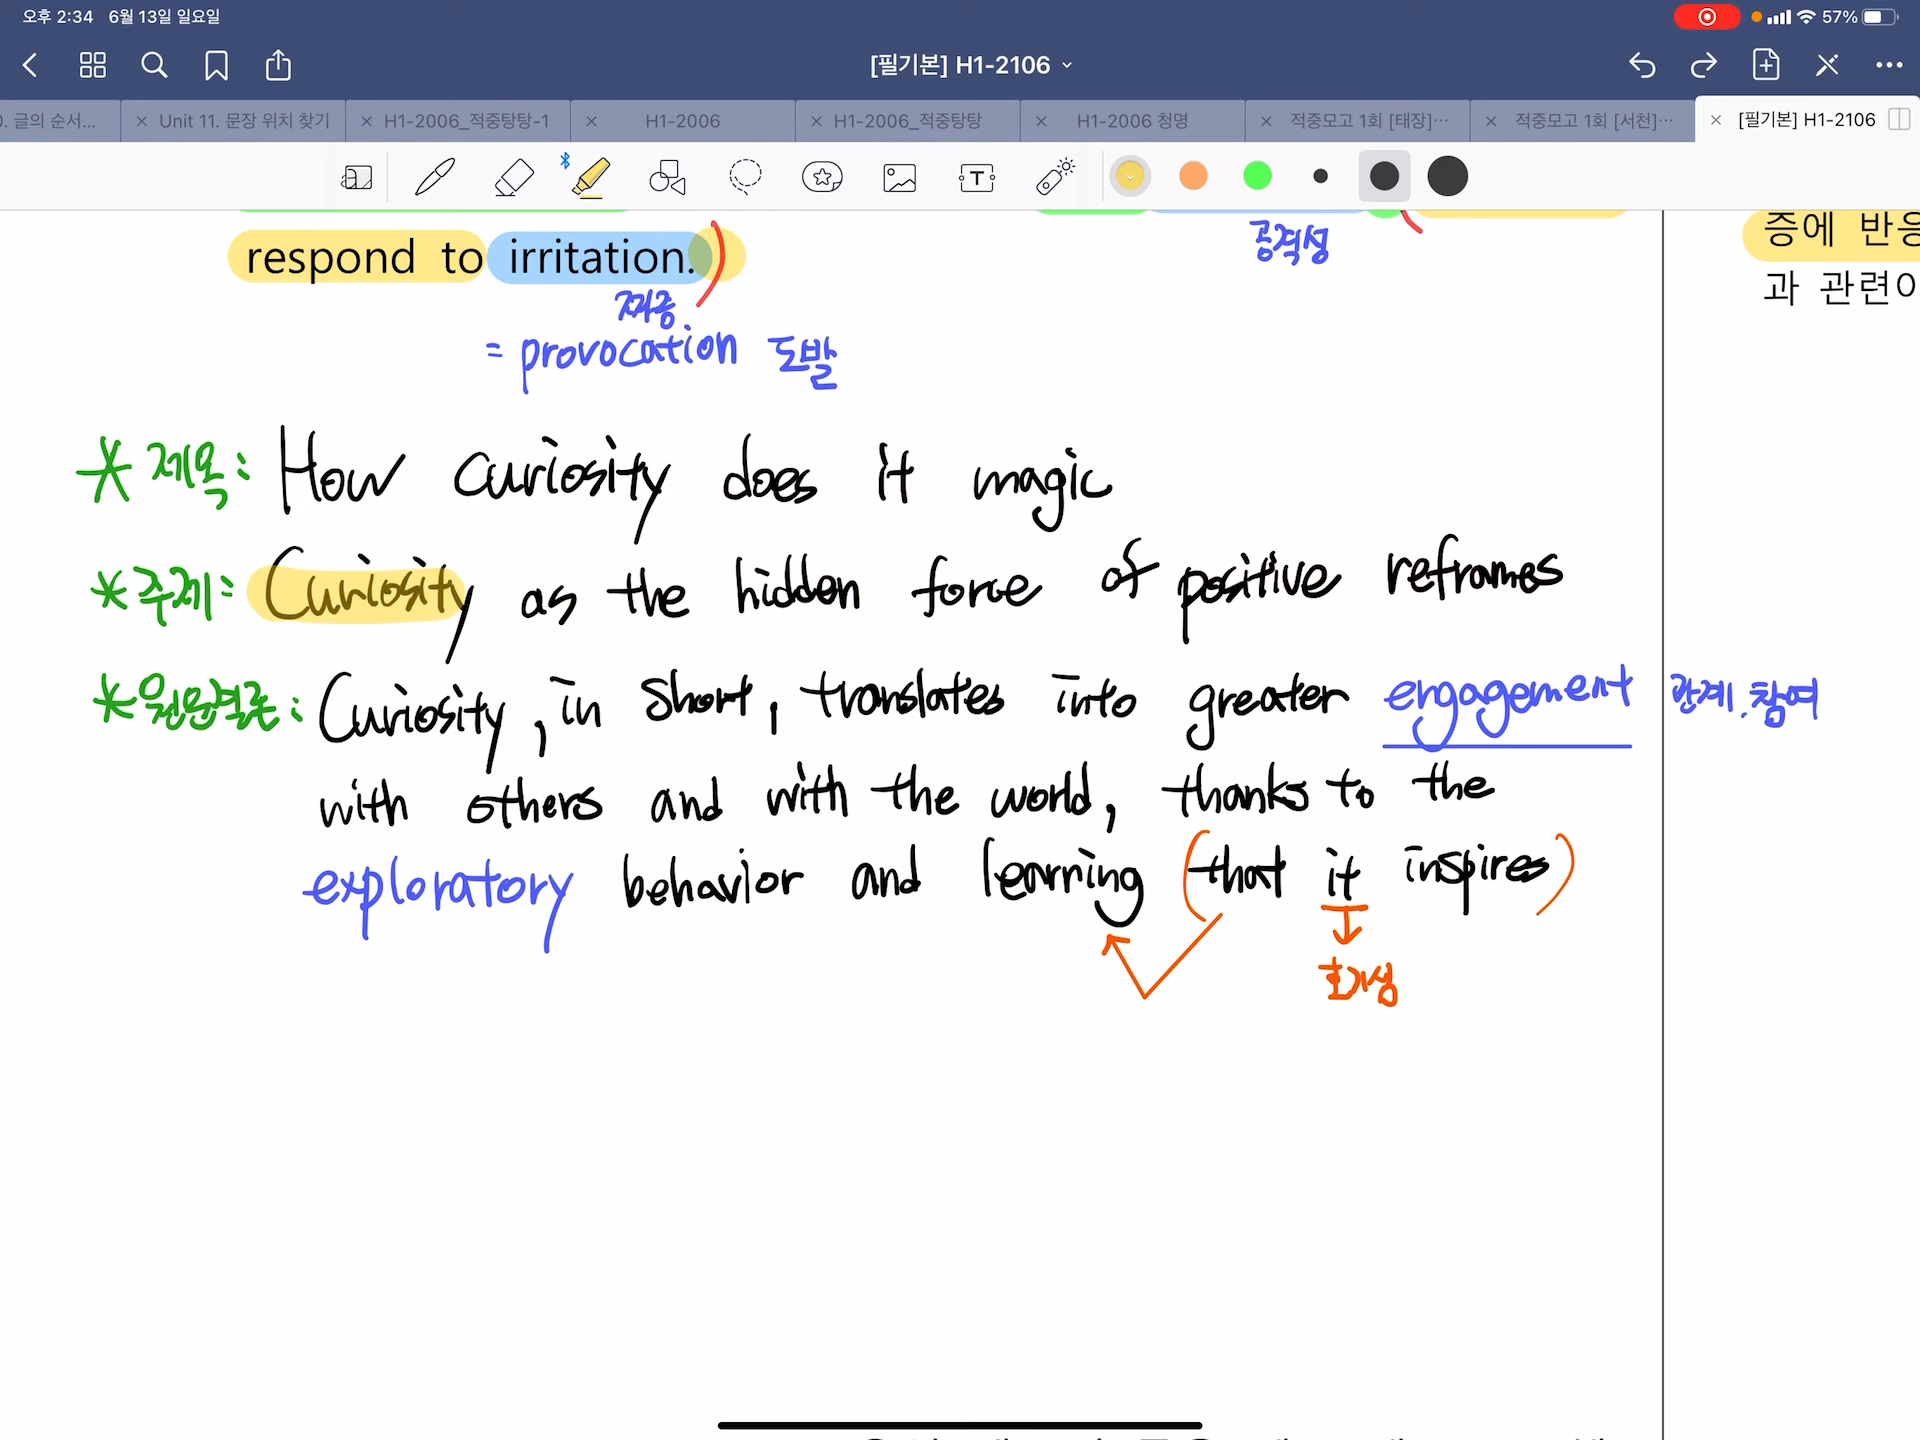 오후 2:34 6월 13일 일요일
57%
[필기본] H1-2106
글의 순서...
Unit 11. 문장 위치 찾기
H1-2006_적중탕탕-1
H1-2006
H1-2006_적중탕탕
H1-2006 청명
적중모고 1회 [태장]...
적중모고 1회 [서천]...
[필기본] H1-2106
respond to irritation.
공격성
증에 반응
짜증
과 관련이
= provocation 도발
*제목: How curiosity does it magic
*주제: Curiosity as the hidden force of positive reframes
*원문결론: Curiosity, in short, translates into greater engagement 관계.참여
with others and with the world, thanks to the
exploratory behavior and learning (that it inspires)
호기심